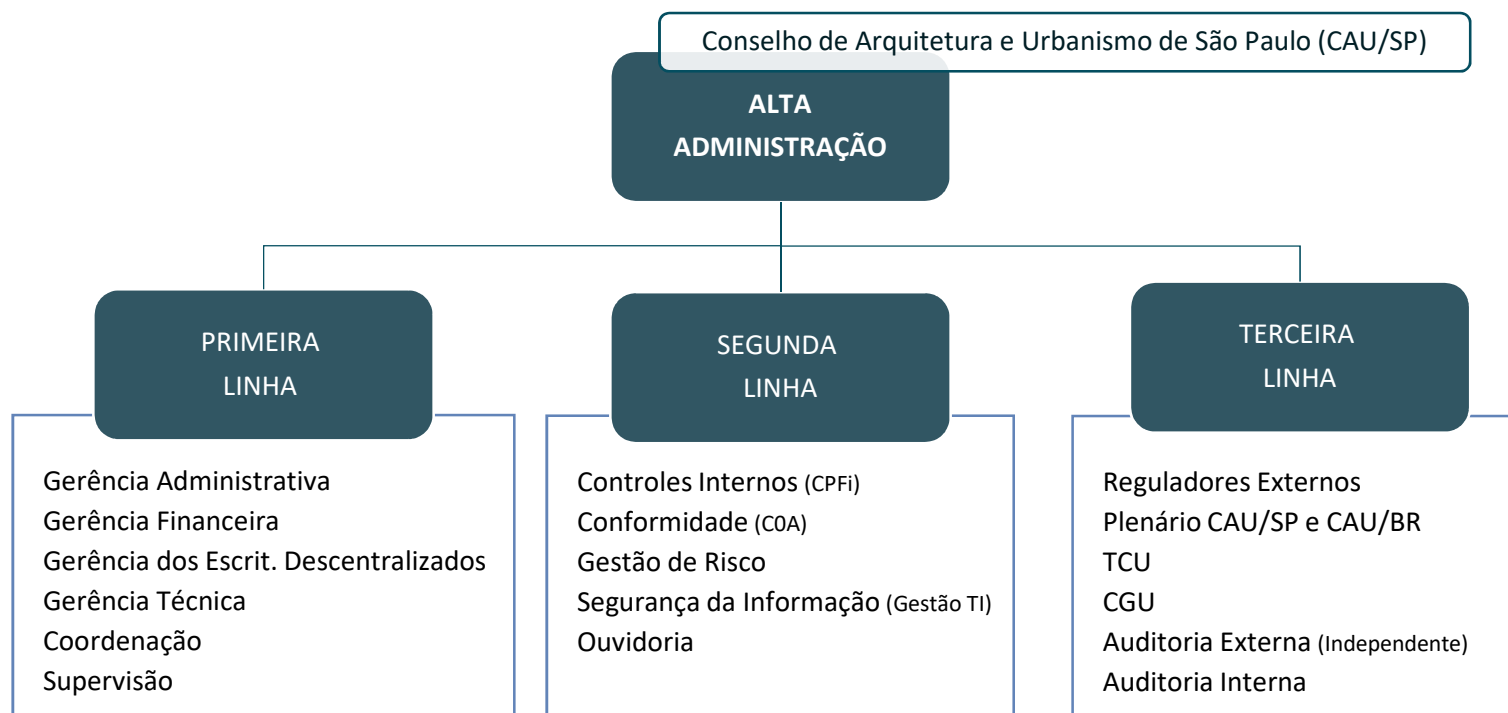 Conselho de Arquitetura e Urbanismo de São Paulo (CAU/SP)
ALTA
ADMINISTRAÇÃO
PRIMEIRA
LINHA
Gerência Administrativa
Gerência Financeira
Gerência dos Escrit. Descentralizados
Gerência Técnica
Coordenação
Supervisão
SEGUNDA
LINHA
Controles Internos (CPFi)
Conformidade (C0A)
Gestão de Risco
Segurança da Informação (Gestão TI)
Ouvidoria
TERCEIRA
LINHA
Reguladores Externos
Plenário CAU/SP e CAU/BR
TCU
CGU
Auditoria Externa (Independente)
Auditoria Interna